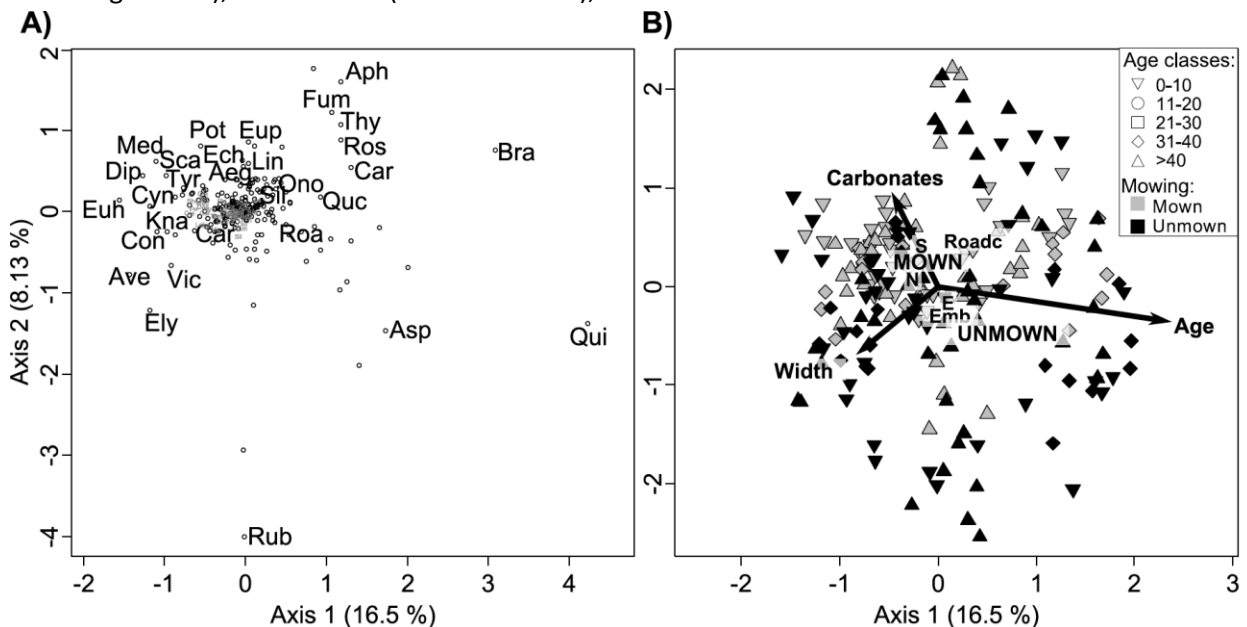 A)
2
1
0
-1
-2
-3
-4
Axis 2 (8.13 %)
-2
-1
0
1
2
3
4
Axis 1 (16.5 %)
Aph
Fum
Thy
Pot
Eup
Ros
Med
Sca
Ech
Lin
Car
Bra
Dip
Tyr
Aeg
Ono
Cyn
Sil
Quc
Euh
Kna
Con
Car
Roa
Ave
Vic
Ely
Asp
Qui
Rub
B)
2
1
0
-1
-2
-2
-1
0
1
2
3
Axis 1 (16.5 %)
Age classes:
0-10
11-20
21-30
31-40
>40
Mowing:
Mown
Unmown
Carbonates
S
Roadc
MOWN
N
E
Emb
UNMOWN
Age
Width